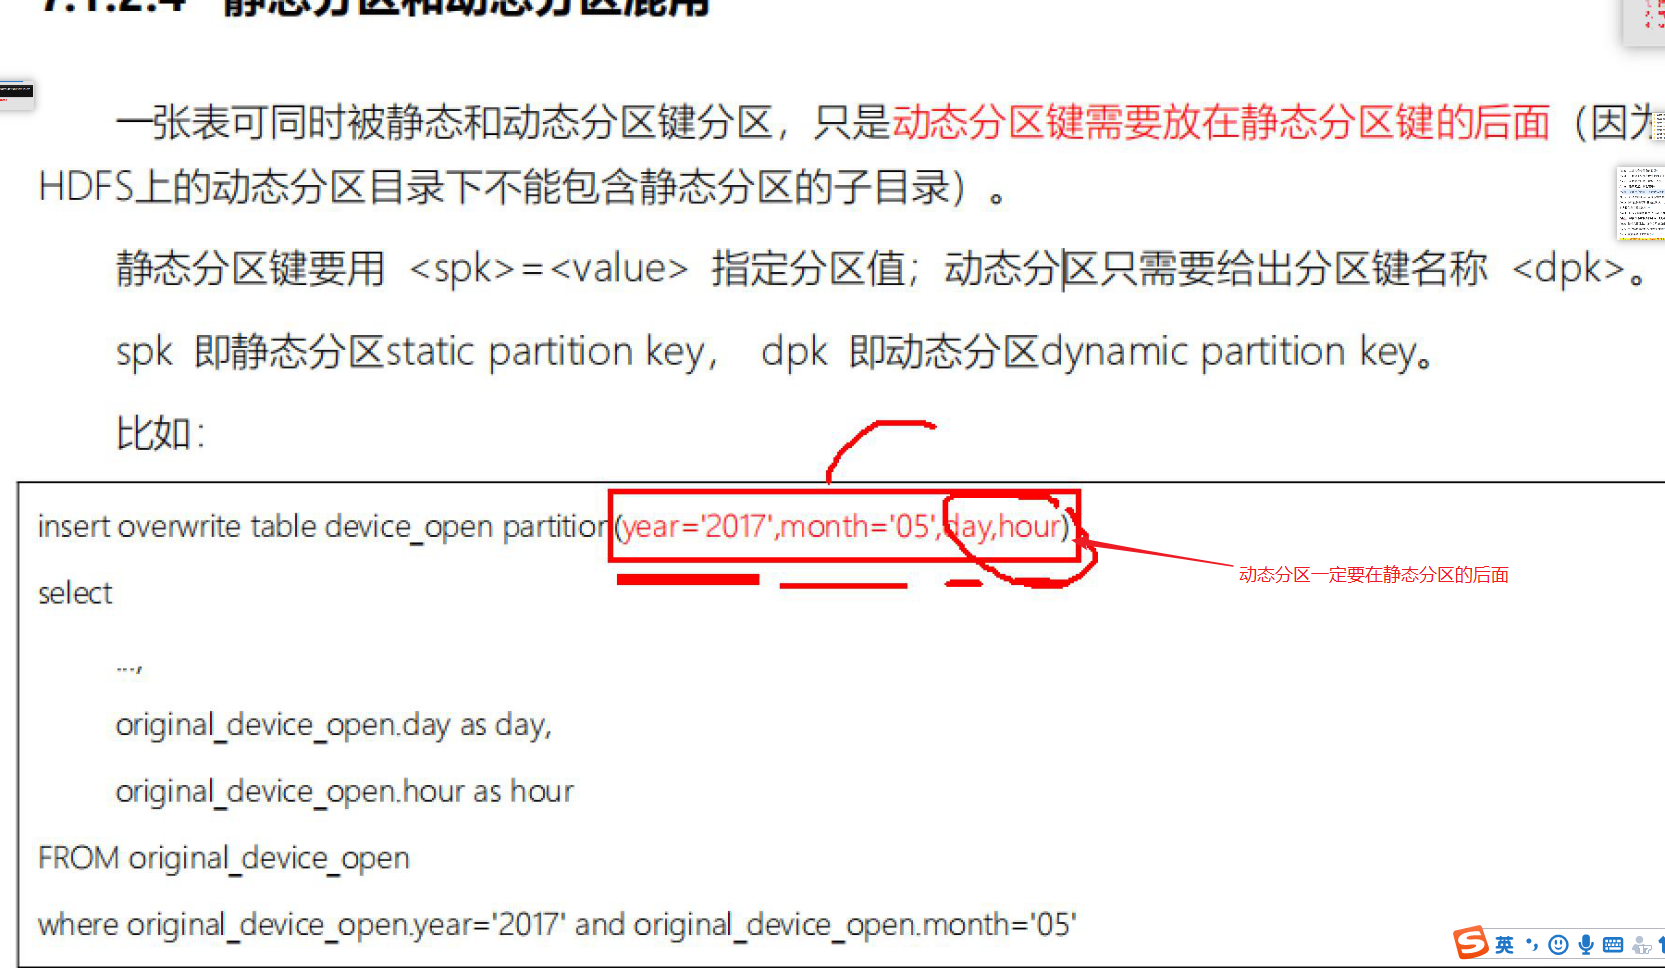 7.1.2.4 静态分区和动态分区混用
一张表可同时被静态和动态分区键分区，只是动态分区键需要放在静态分区键的后面（因为
HDFS上的动态分区目录下不能包含静态分区的子目录）。
静态分区键要用 <spk>=<value> 指定分区值；动态分区只需要给出分区键名称 <dpk>。
spk 即静态分区static partition key， dpk 即动态分区dynamic partition key。
比如：
insert overwrite table device_open partition(year='2017',month='05',day,hour)
动态分区一定要在静态分区的后面
select
...,
original_device_open.day as day,
original_device_open.hour as hour
FROM original_device_open
where original_device_open.year='2017' and original_device_open.month='05'
英